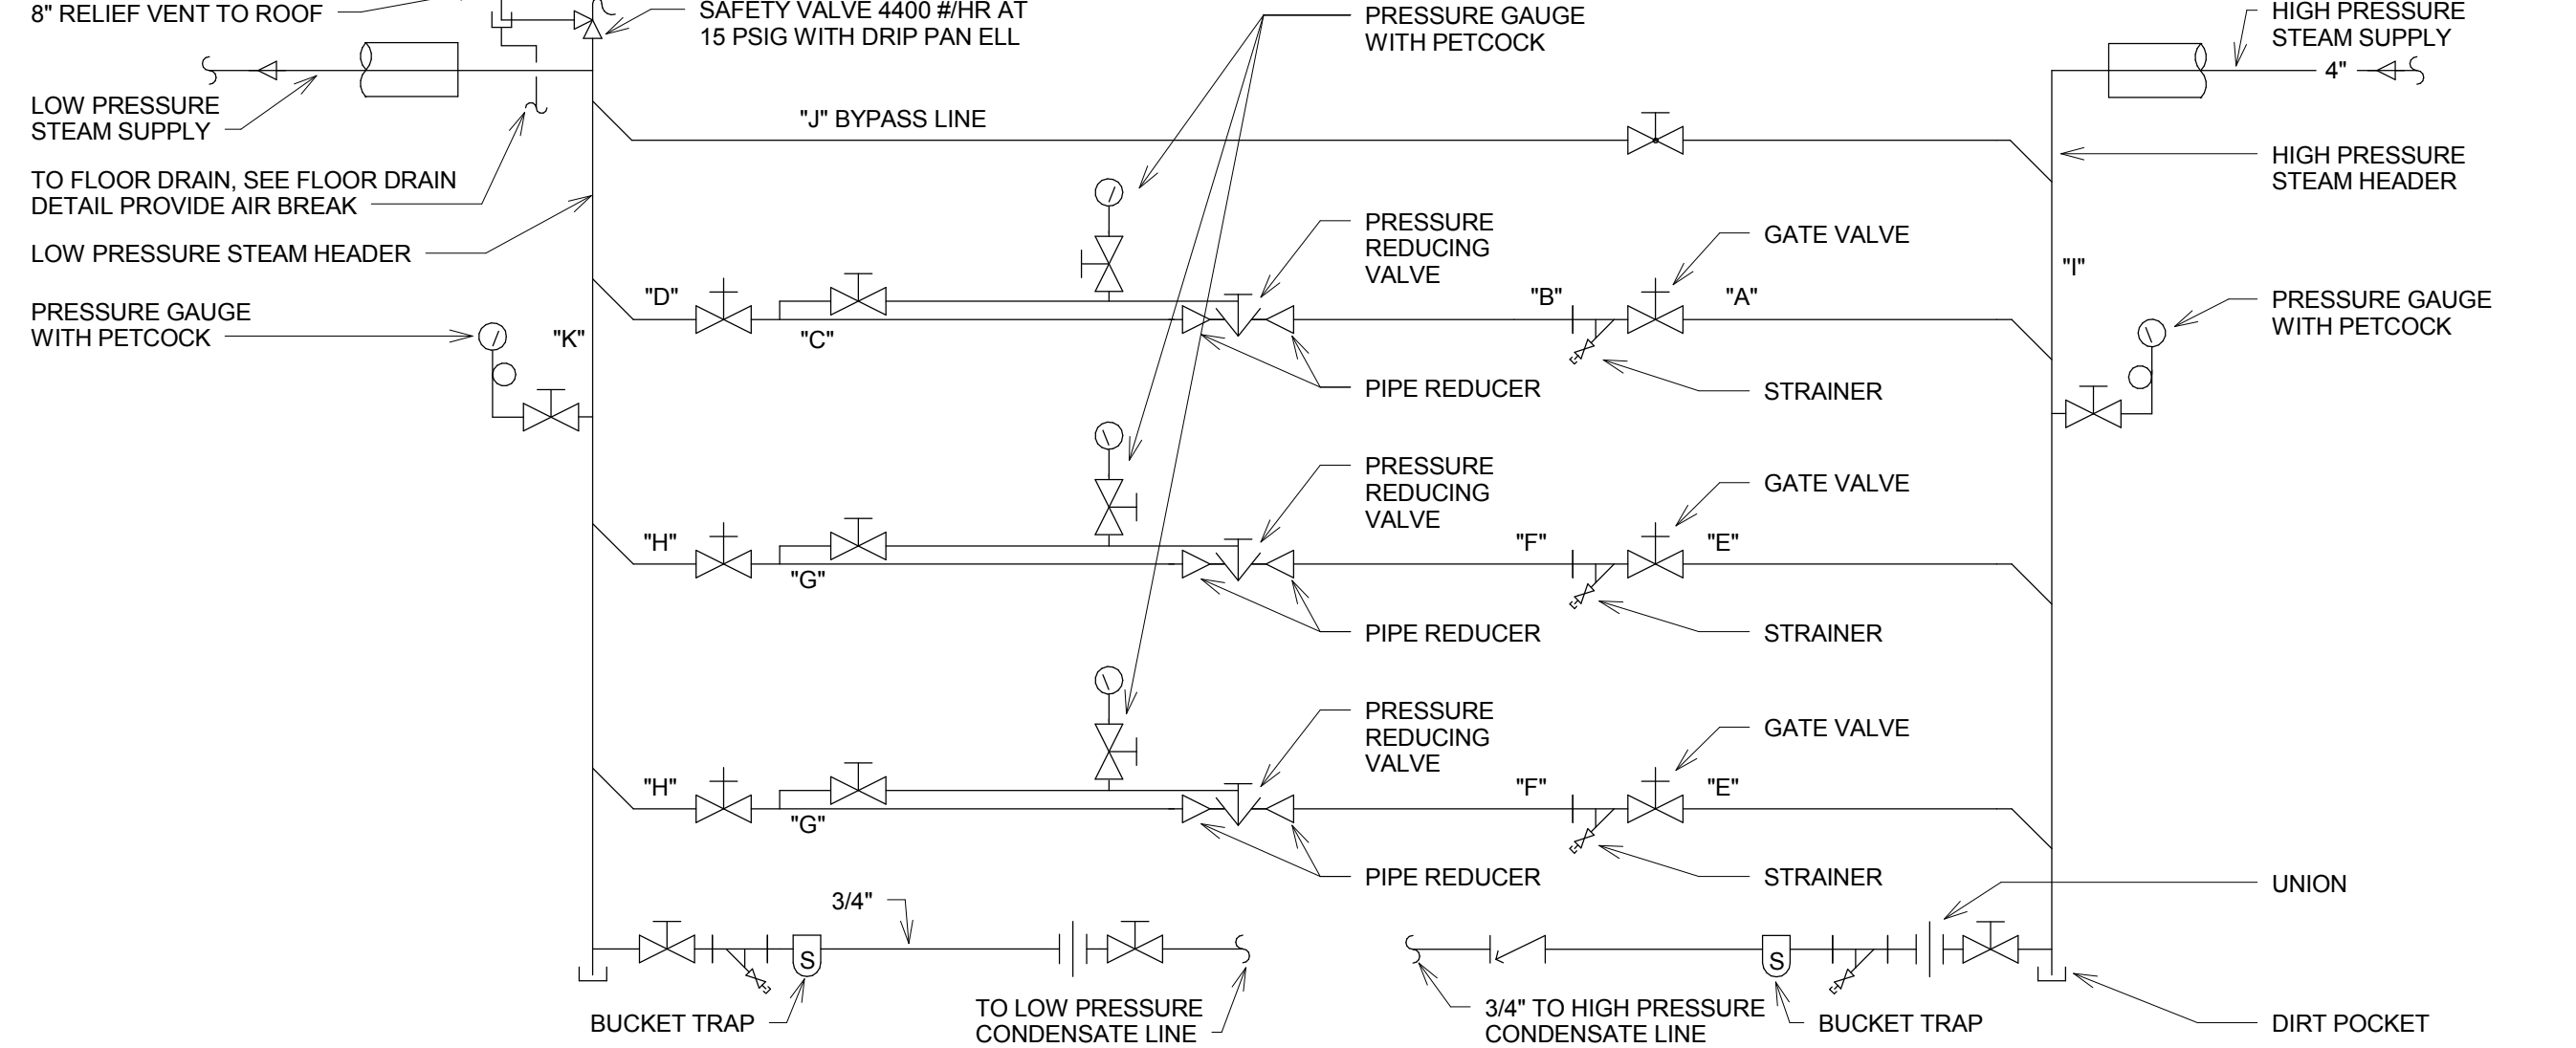 8" RELIEF VENT TO ROOF
SAFETY VALVE 4400 #/HR AT
15 PSIG WITH DRIP PAN ELL
PRESSURE GAUGE
WITH PETCOCK
HIGH PRESSURE
STEAM SUPPLY
4"
LOW PRESSURE
STEAM SUPPLY
"J" BYPASS LINE
TO FLOOR DRAIN, SEE FLOOR DRAIN
DETAIL PROVIDE AIR BREAK
HIGH PRESSURE
STEAM HEADER
LOW PRESSURE STEAM HEADER
PRESSURE
REDUCING
VALVE
GATE VALVE
"I"
PRESSURE GAUGE
WITH PETCOCK
"K"
"D"
"C"
"B"
"A"
PRESSURE GAUGE
WITH PETCOCK
PIPE REDUCER
STRAINER
PRESSURE
REDUCING
VALVE
GATE VALVE
"H"
"G"
"F"
"E"
PIPE REDUCER
STRAINER
PRESSURE
REDUCING
VALVE
GATE VALVE
"H"
"G"
"F"
"E"
PIPE REDUCER
STRAINER
UNION
3/4"
S
S
BUCKET TRAP
TO LOW PRESSURE
CONDENSATE LINE
3/4" TO HIGH PRESSURE
CONDENSATE LINE
BUCKET TRAP
DIRT POCKET